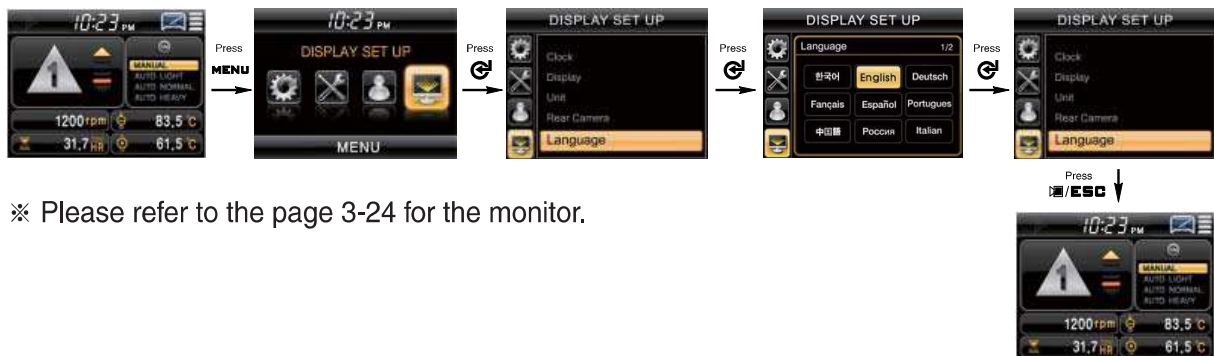 10:23 PM
1
MANUAL
AUTO LIGHT
AUTO NORMAL
AUTO HEAVY
1200 rpm
83,5 °C
31,7 HR
61,5 °C
Press
MENU
10:23 PM
DISPLAY SET UP
MENU
Press
DISPLAY SET UP
Clock
Display
Unit
Rear Camera
Language
Press
DISPLAY SET UP
Language 1/2
한국어 English Deutsch
Fançais Español Portugues
中国語 Россия Italian
Press
DISPLAY SET UP
Clock
Display
Unit
Rear Camera
Language
Press
/ESC
10:23 PM
1
MANUAL
AUTO LIGHT
AUTO NORMAL
AUTO HEAVY
1200 rpm
83,5 °C
31,7 HR
61,5 °C
※ Please refer to the page 3-24 for the monitor.